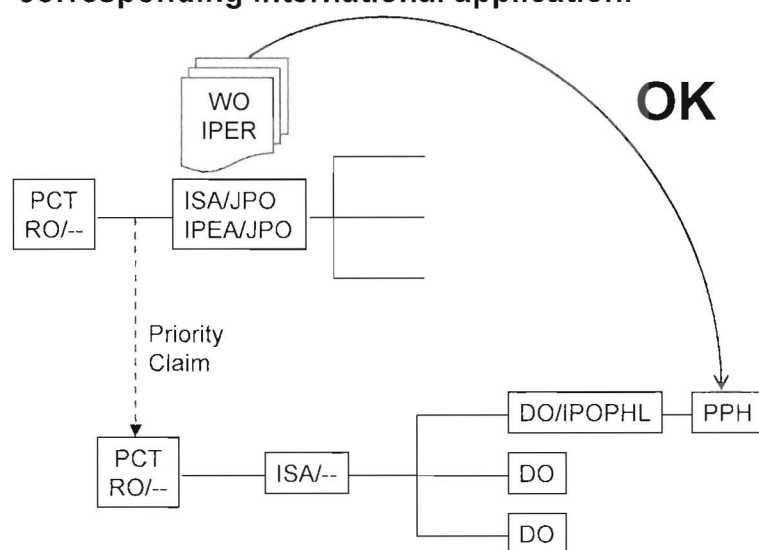 corresponding international application.
OK
WO
IPER
PCT
RO/--
ISA/JPO
IPEA/JPO
Priority
Claim
DO/IPOPHL
PPH
PCT
RO/--
ISA/--
DO
DO